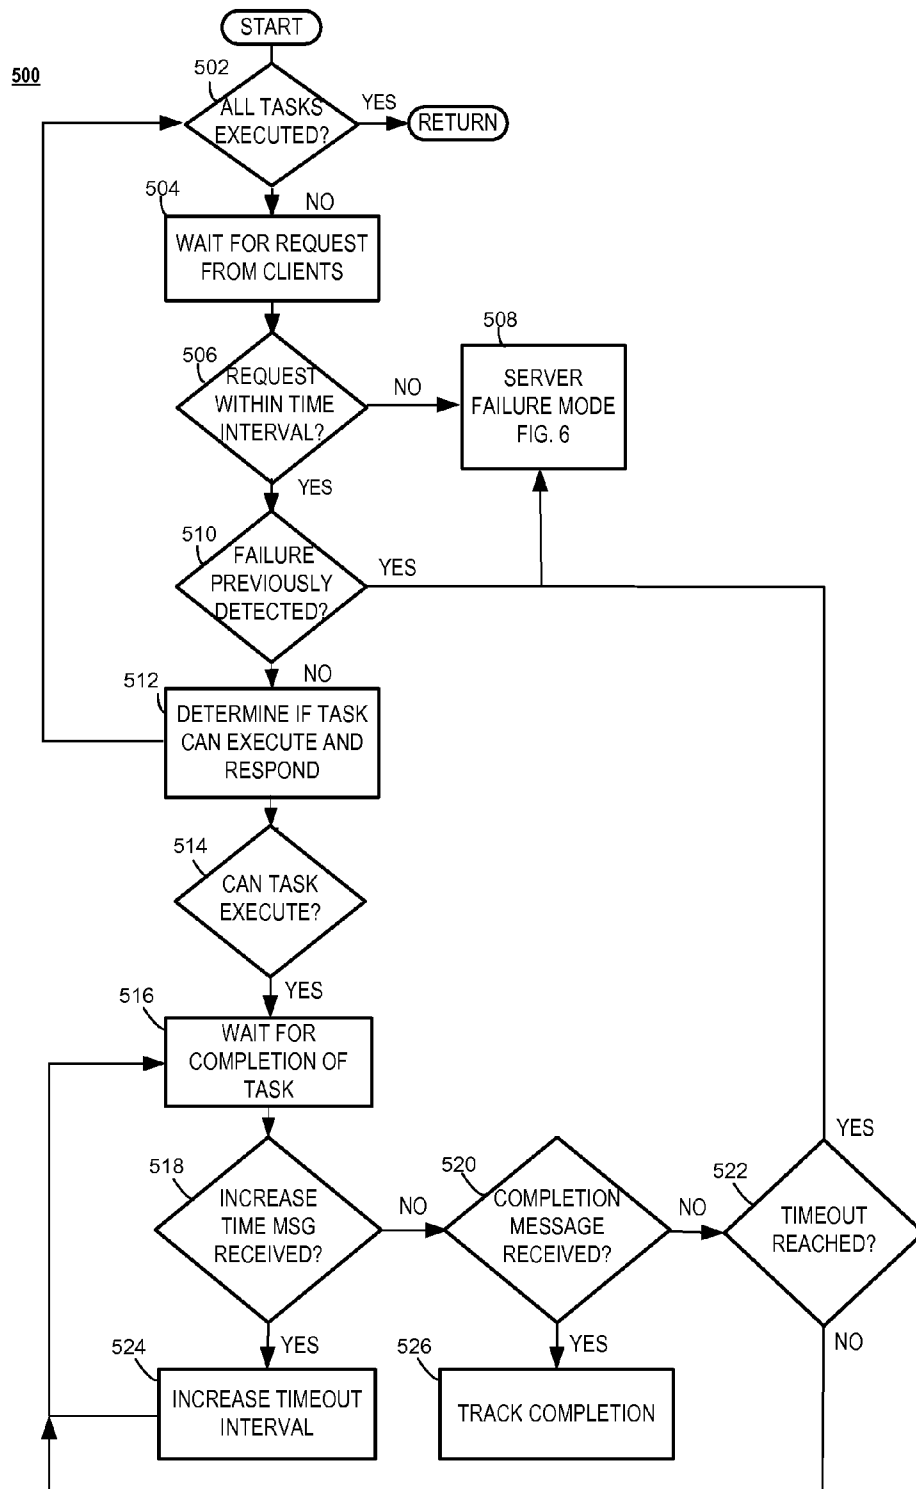 START
500
502
ALL TASKS
EXECUTED?
YES
RETURN
NO
504
WAIT FOR REQUEST
FROM CLIENTS
506
REQUEST
WITHIN TIME
INTERVAL?
NO
508
SERVER
FAILURE MODE
FIG. 6
YES
510
FAILURE
PREVIOUSLY
DETECTED?
YES
NO
512
DETERMINE IF TASK
CAN EXECUTE AND
RESPOND
514
CAN TASK
EXECUTE?
YES
516
WAIT FOR
COMPLETION OF
TASK
518
INCREASE
TIME MSG
RECEIVED?
NO
520
COMPLETION
MESSAGE
RECEIVED?
NO
522
TIMEOUT
REACHED?
YES
NO
YES
524
INCREASE TIMEOUT
INTERVAL
YES
526
TRACK COMPLETION